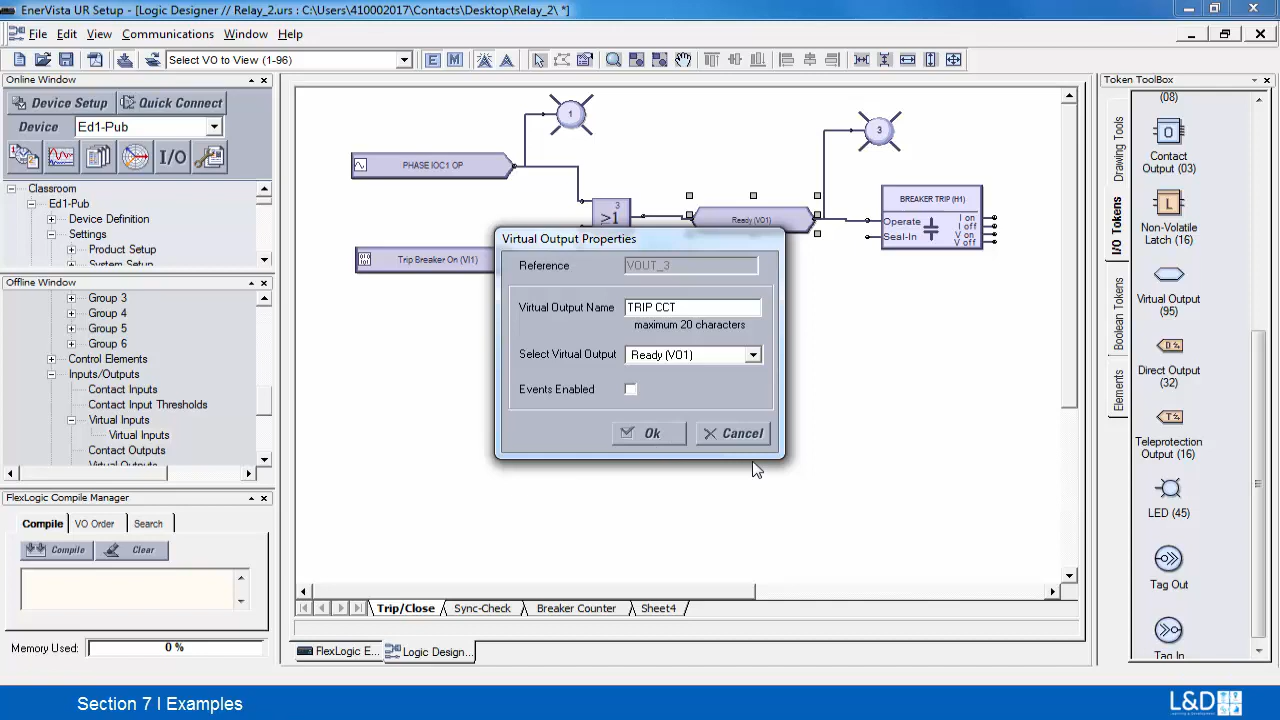 EnerVista UR Setup - [Logic Designer // Relay_2.urs : C:\Users\410002017\Contacts\Desktop\Relay_2\ *]
File Edit View Communications Window Help
Select VO to View (1-96)
E M
Online Window
Device Setup Quick Connect
Device Ed1-Pub
I/O
Classroom
Ed1-Pub
Device Definition
Settings
Product Setup
System Setup
Offline Window
Group 3
Group 4
Group 5
Group 6
Control Elements
Inputs/Outputs
Contact Inputs
Contact Input Thresholds
Virtual Inputs
Virtual Inputs
Contact Outputs
Virtual Outputs
FlexLogic Compile Manager
Compile VO Order Search
Compile Clear
Memory Used: 0 %
1
PHASE IOC1 OP
3
>1
Trip Breaker On (VI1)
Ready (VO1)
3
BREAKER TRIP (H1)
Operate
Seal-In
I on
I off
V on
V off
Virtual Output Properties
Reference VOUT_3
Virtual Output Name TRIP CCT
maximum 20 characters
Select Virtual Output Ready (VO1)
Events Enabled
Ok Cancel
Trip/Close Sync-Check Breaker Counter Sheet4
FlexLogic E... Logic Design...
Token ToolBox
Drawing Tools
I/O Tokens
Boolean Tokens
Elements
(08)
O
Contact
Output (03)
L
Non-Volatile
Latch (16)
Virtual Output
(95)
D
Direct Output
(32)
T
Teleprotection
Output (16)
LED (45)
Tag Out
Tag In
Section 7 I Examples
L&D